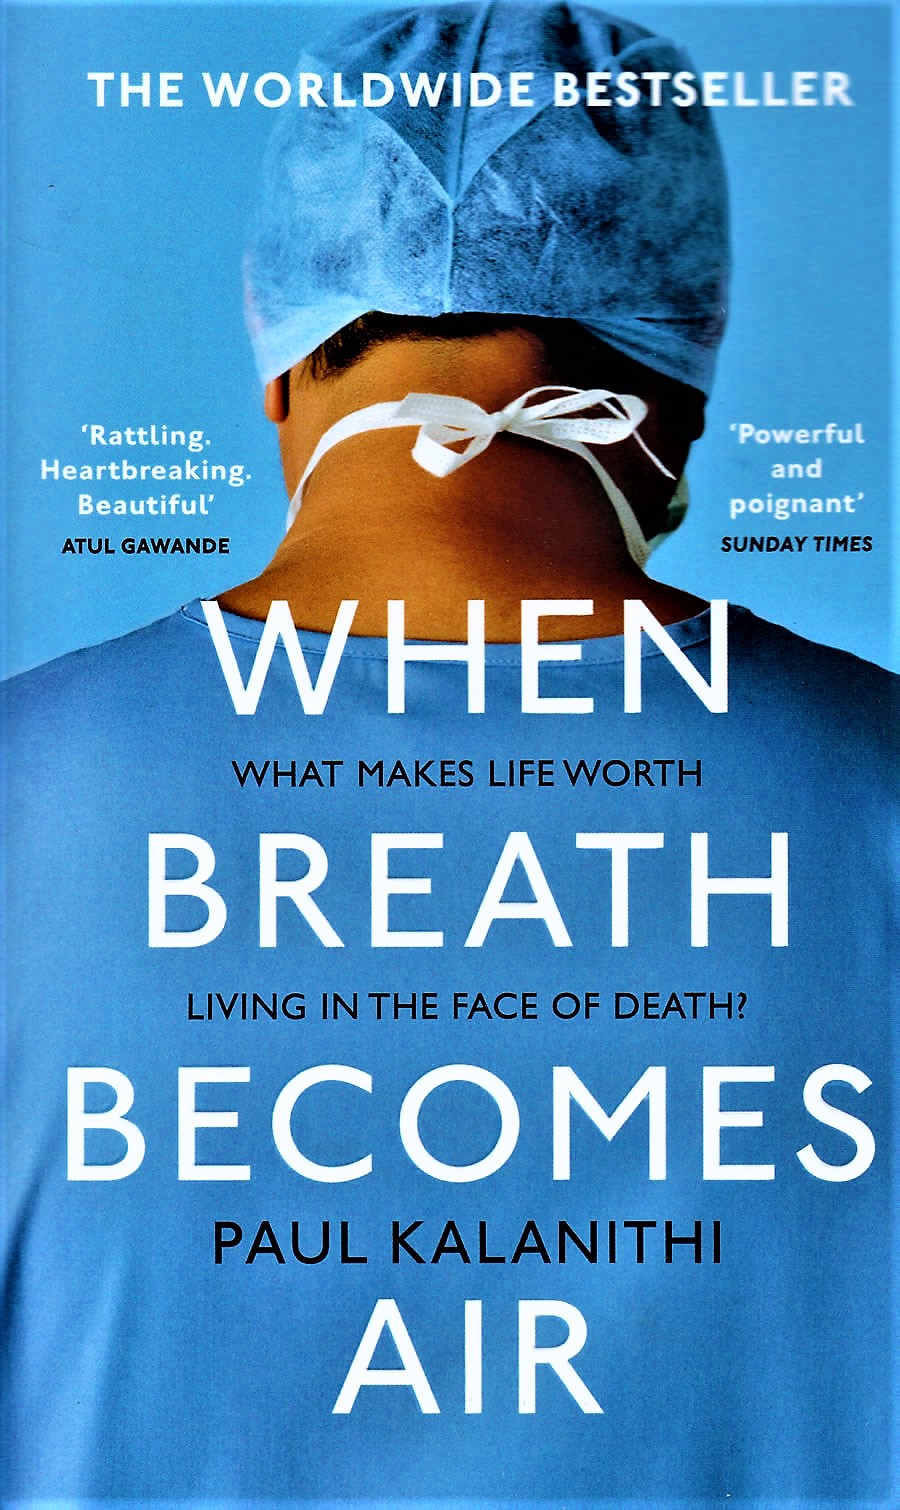 THE WORLDWIDE BESTSELLER
‘Rattling.
Heartbreaking.
Beautiful’
ATUL GAWANDE
‘Powerful
and
poignant’
SUNDAY TIMES
WHEN
WHAT MAKES LIFE WORTH
BREATH
LIVING IN THE FACE OF DEATH?
BECOMES
PAUL KALANITHI
AIR